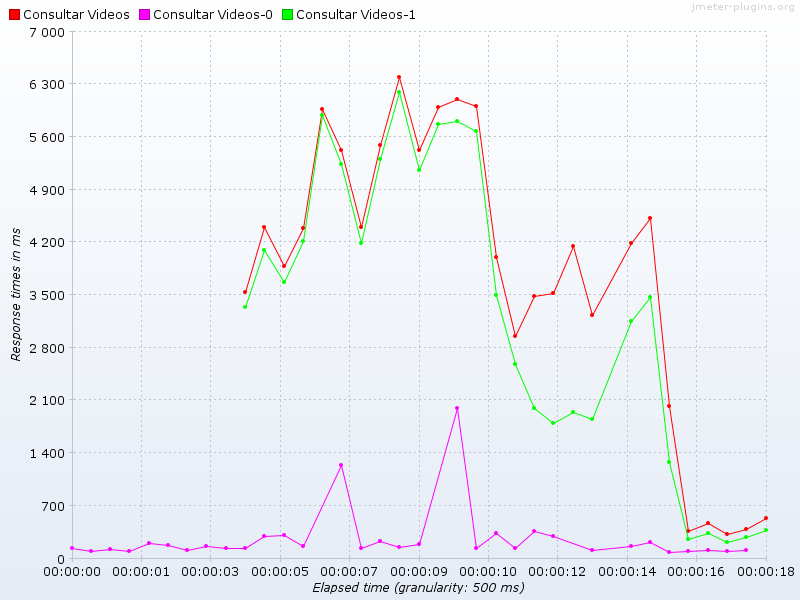 jmeter-plugins.org
Consultar Videos Consultar Videos-0 Consultar Videos-1
7 000
6 300
5 600
4 900
4 200
3 500
2 800
2 100
1 400
700
0
Response times in ms
00:00:00 00:00:01 00:00:03 00:00:05 00:00:07 00:00:09 00:00:10 00:00:12 00:00:14 00:00:16 00:00:18
Elapsed time (granularity: 500 ms)